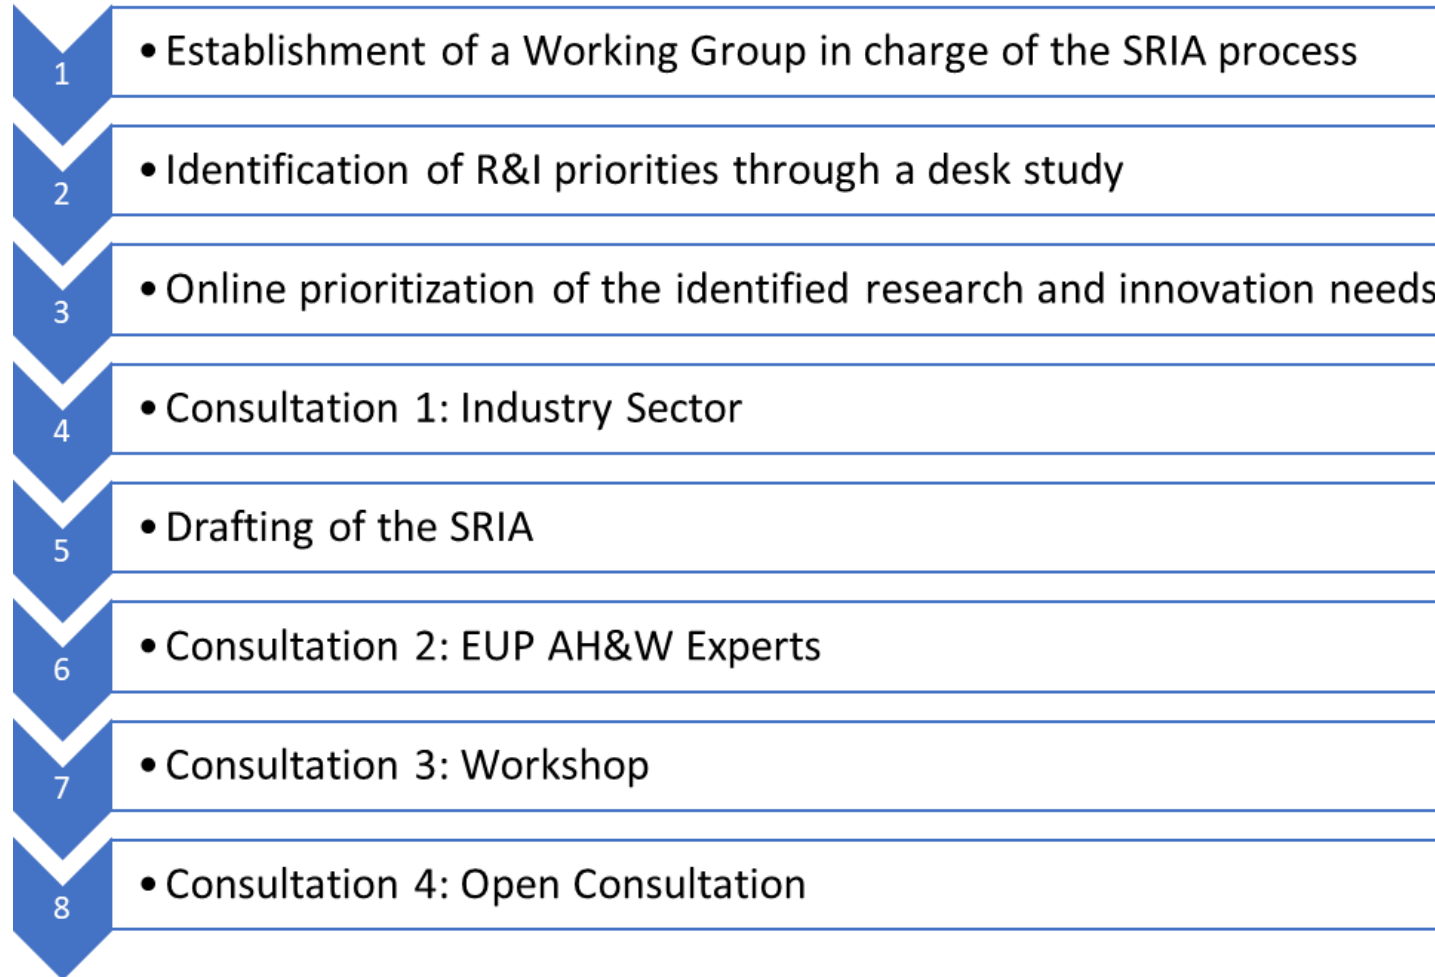 1
• Establishment of a Working Group in charge of the SRIA process
2
• Identification of R&I priorities through a desk study
3
• Online prioritization of the identified research and innovation needs
4
• Consultation 1: Industry Sector
5
• Drafting of the SRIA
6
• Consultation 2: EUP AH&W Experts
7
• Consultation 3: Workshop
8
• Consultation 4: Open Consultation